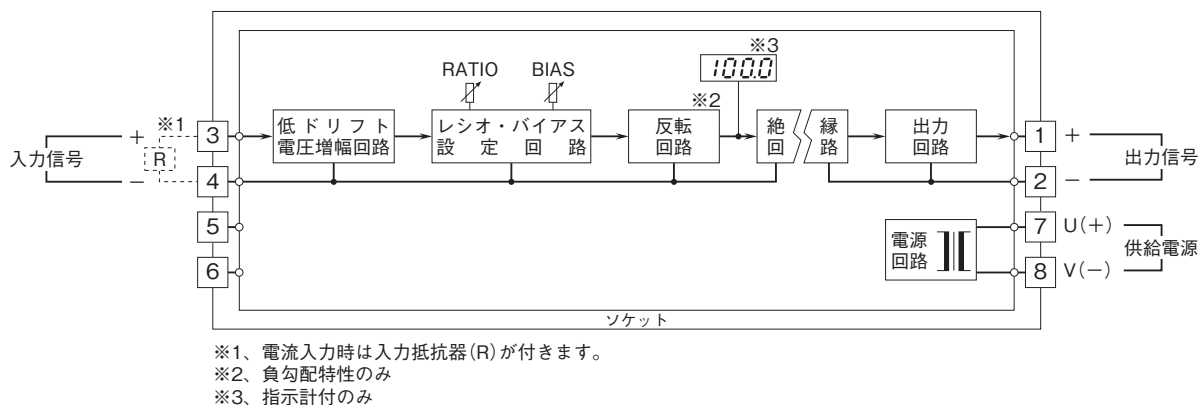 ※3
RATIO
BIAS
100.0
※1
※2
+
3
低ドリフト
電圧増幅回路
レシオ・バイアス
設定回路
反転
回路
絶縁
回路
出力
回路
1
+
入力信号
R
出力信号
−
4
2
−
5
電源
回路
7
U(+)
供給電源
6
8
V(−)
ソケット
※1、電流入力時は入力抵抗器(R)が付きます。
※2、負勾配特性のみ
※3、指示計付のみ